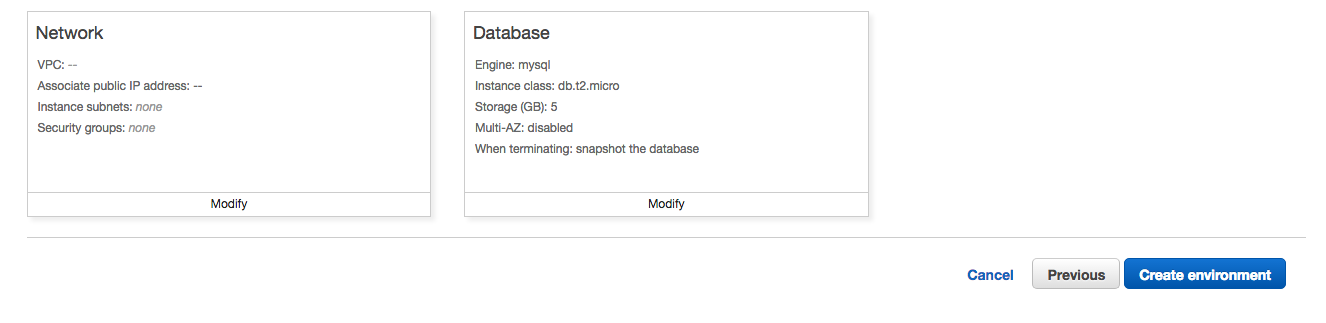 Network
VPC: --
Associate public IP address: --
Instance subnets: none
Security groups: none
Modify
Database
Engine: mysql
Instance class: db.t2.micro
Storage (GB): 5
Multi-AZ: disabled
When terminating: snapshot the database
Modify
Cancel
Previous
Create environment